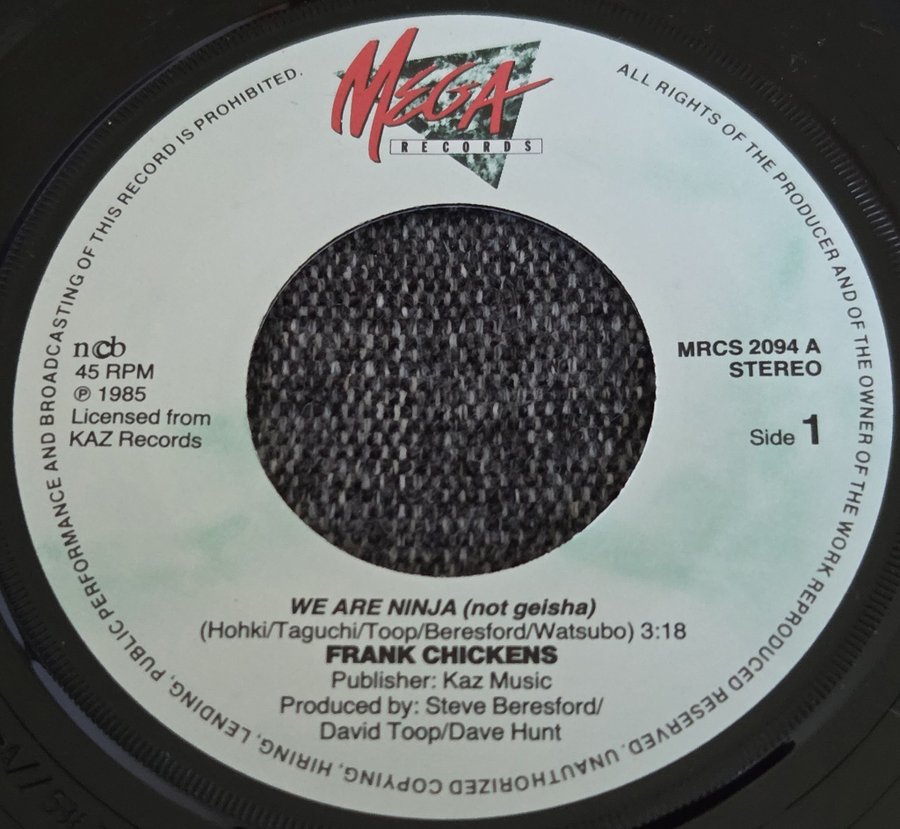 MEGA
RECORDS
ALL RIGHTS OF THE PRODUCER AND OF THE OWNER OF THE WORK REPRODUCED RESERVED. UNAUTHORIZED COPYING, HIRING, LENDING, PUBLIC PERFORMANCE AND BROADCASTING OF THIS RECORD IS PROHIBITED.
ncb
45 RPM
℗ 1985
Licensed from
KAZ Records
MRCS 2094 A
STEREO
Side 1
WE ARE NINJA (not geisha)
(Hohki/Taguchi/Toop/Beresford/Watsubo) 3:18
FRANK CHICKENS
Publisher: Kaz Music
Produced by: Steve Beresford/
David Toop/Dave Hunt